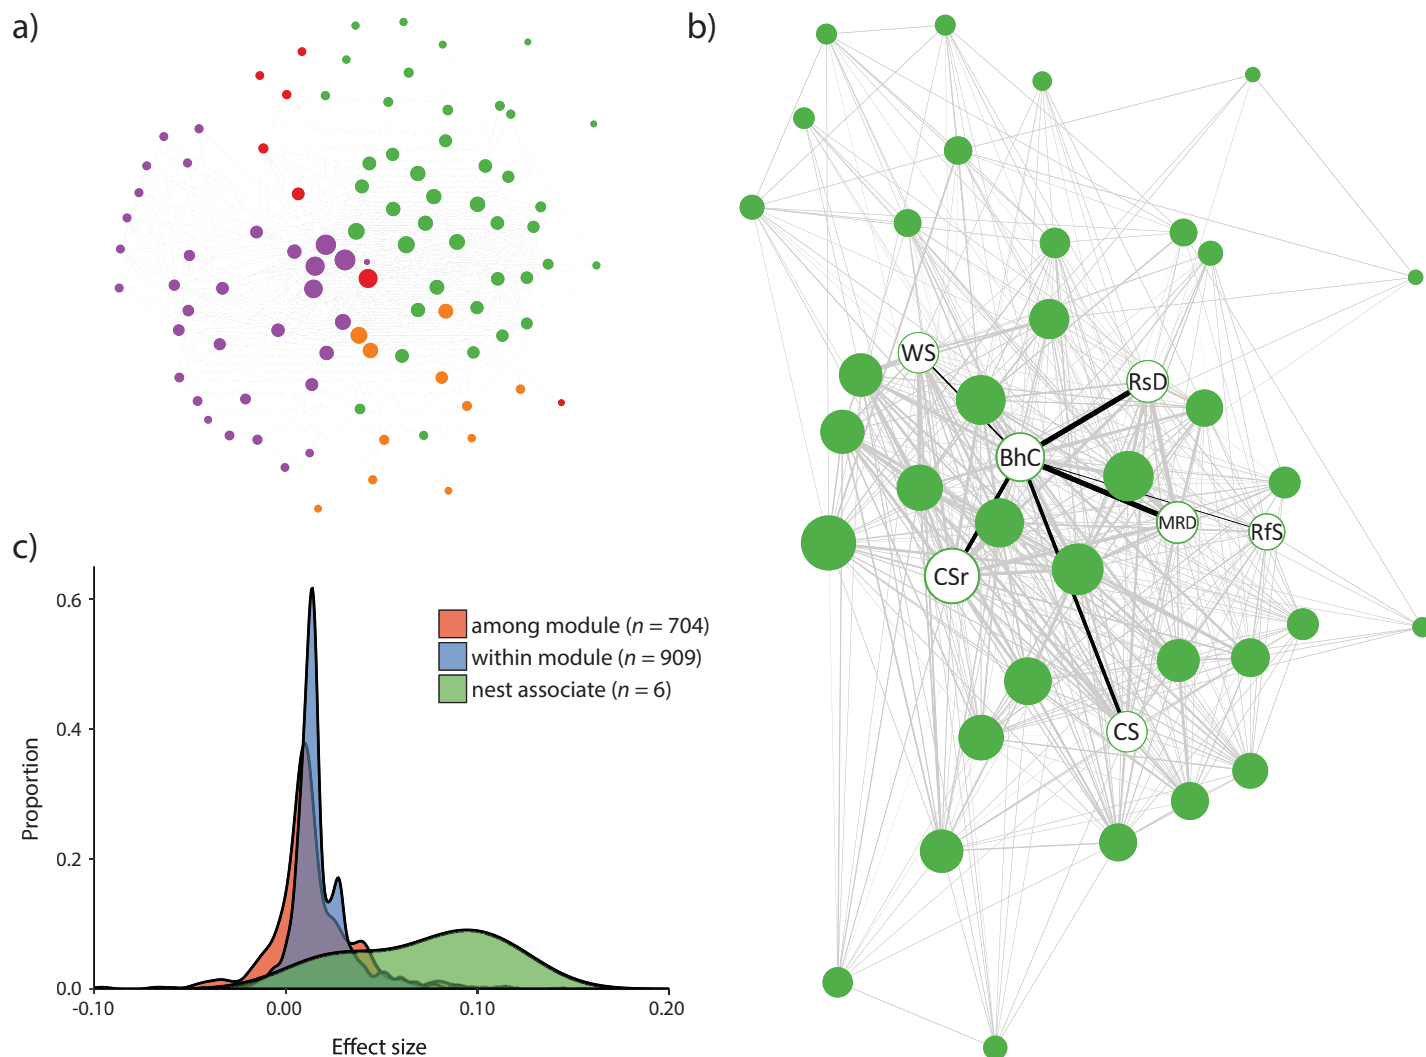 a)
b)
WS
RsD
BhC
MRD
RfS
CSr
CS
c)
0.6
0.4
0.2
0.0
Proportion
among module (n = 704)
within module (n = 909)
nest associate (n = 6)
-0.10
0.00
0.10
0.20
Effect size